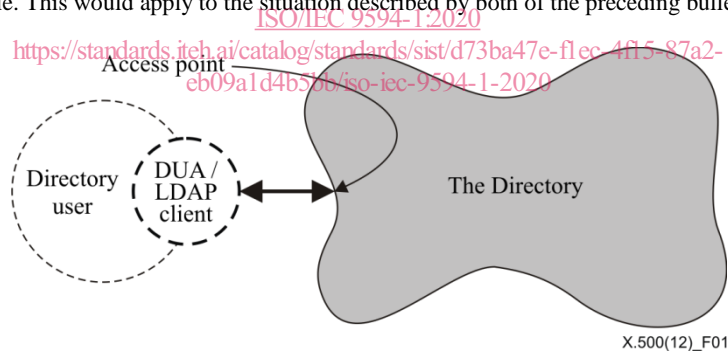 le. This would apply to the situation described by both of the preceding bulle
ISO/IEC 9594-1:2020
https://standards.iteh.ai/catalog/standards/sist/d73ba47e-f1ec-4f15-87a2-
Access point
eb09a1d4b5bb/iso-iec-9594-1-2020
Directory
user
DUA /
LDAP
client
The Directory
X.500(12)_F01